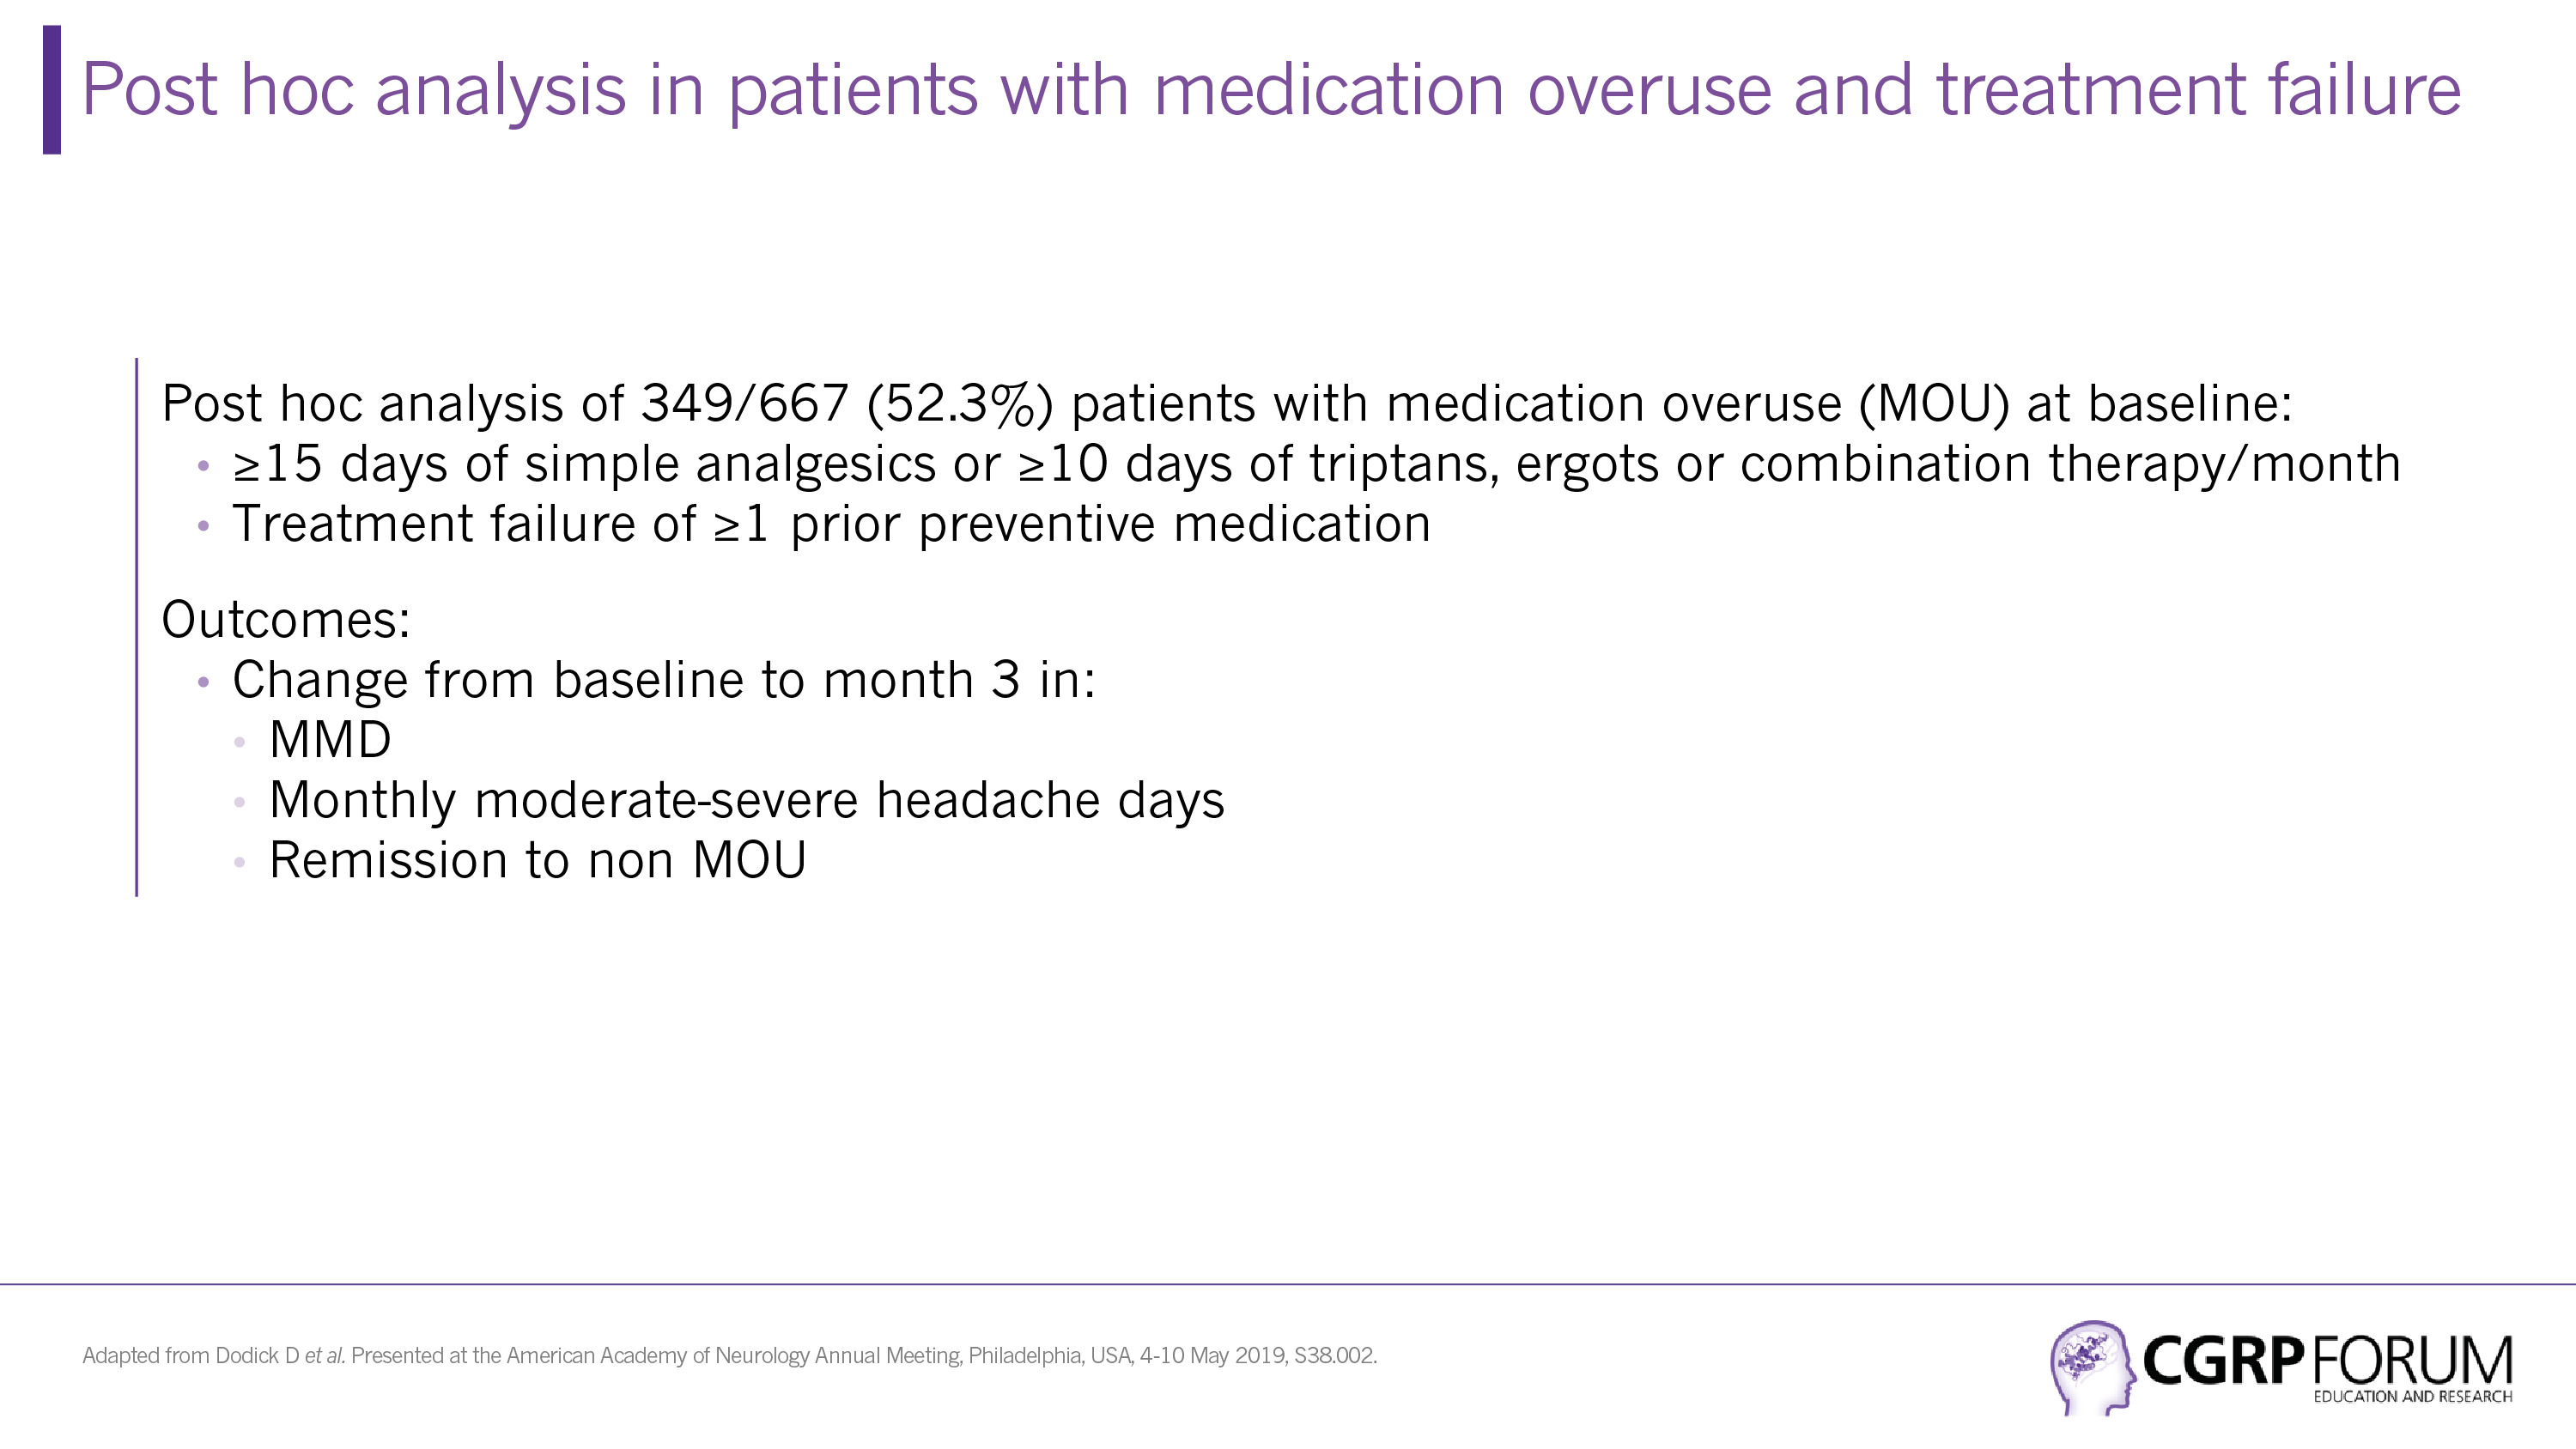 Post hoc analysis in patients with medication overuse and treatment failure
Post hoc analysis of 349/667 (52.3%) patients with medication overuse (MOU) at baseline:
• ≥15 days of simple analgesics or ≥10 days of triptans, ergots or combination therapy/month
• Treatment failure of ≥1 prior preventive medication
Outcomes:
• Change from baseline to month 3 in:
• MMD
• Monthly moderate-severe headache days
• Remission to non MOU
Adapted from Dodick D et al. Presented at the American Academy of Neurology Annual Meeting, Philadelphia, USA, 4-10 May 2019, S38.002.
CGRP FORUM
EDUCATION AND RESEARCH